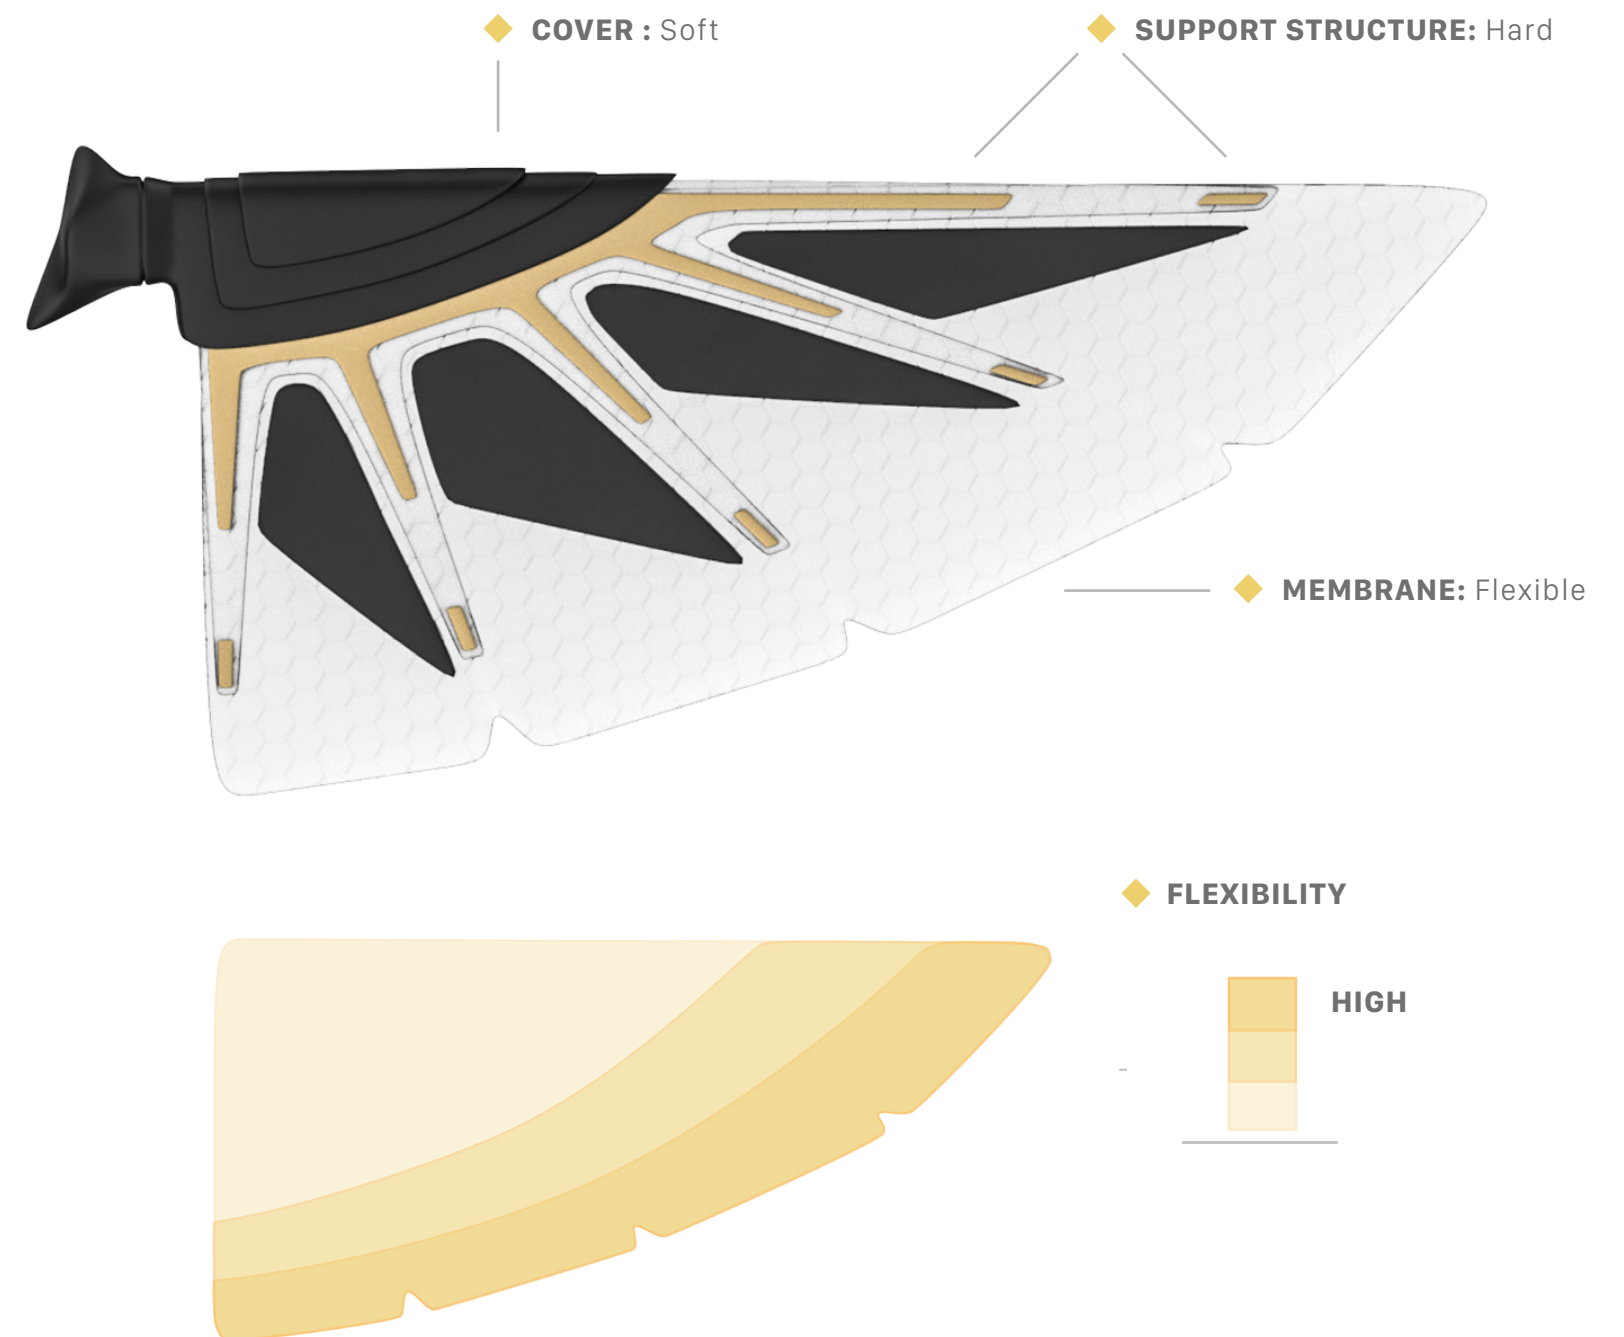 COVER : Soft
SUPPORT STRUCTURE: Hard
MEMBRANE: Flexible
FLEXIBILITY
HIGH
-